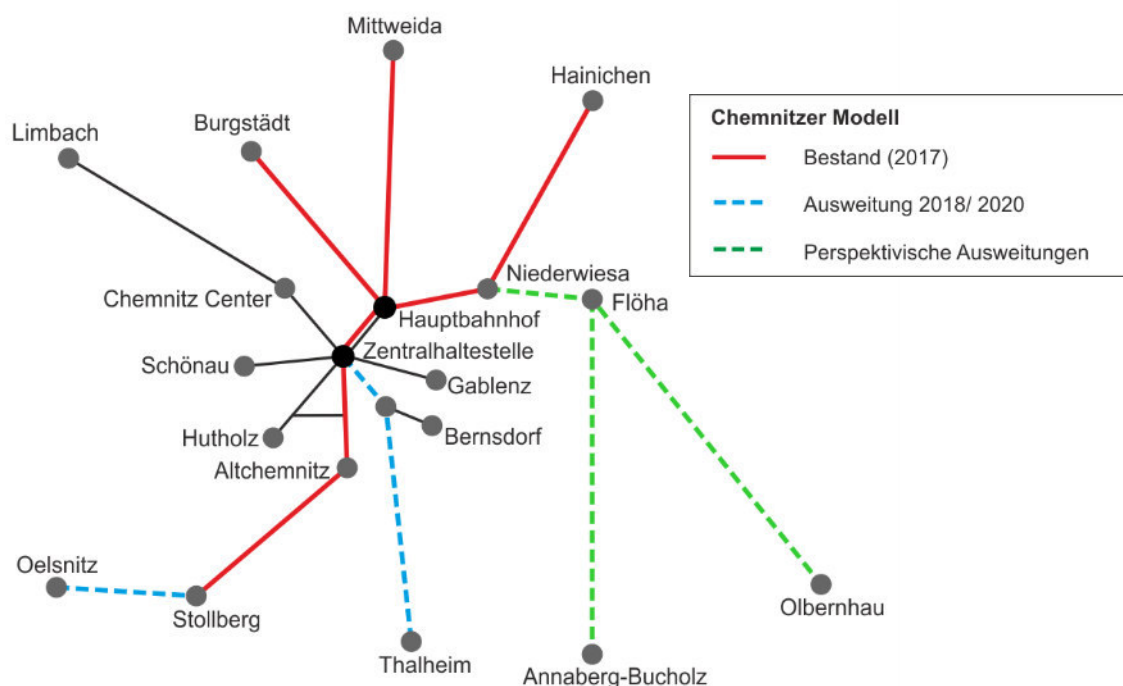 Mittweida
Hainichen
Burgstädt
Limbach
Chemnitzer Modell
Bestand (2017)
Ausweitung 2018/ 2020
Perspektivische Ausweitungen
Niederwiesa
Chemnitz Center
Flöha
Hauptbahnhof
Zentralhaltestelle
Schönau
Gablenz
Hutholz
Bernsdorf
Altchemnitz
Oelsnitz
Stollberg
Olbernhau
Thalheim
Annaberg-Bucholz